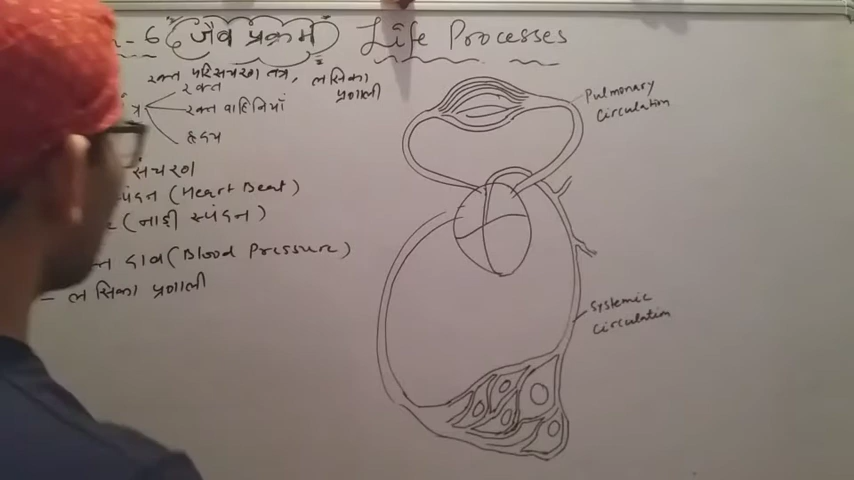 - 6 जैव प्रक्रम Life Processes
रक्त परिसंचरण तंत्र, लसिका
प्रणाली
रक्त
रक्त वाहिनियाँ
हृदय
संचरण
स्पंदन (Heart Beat)
(नाड़ी स्पंदन)
दाब (Blood Pressure)
- लसिका प्रणाली
Pulmonary
Circulation
Systemic
Circulation